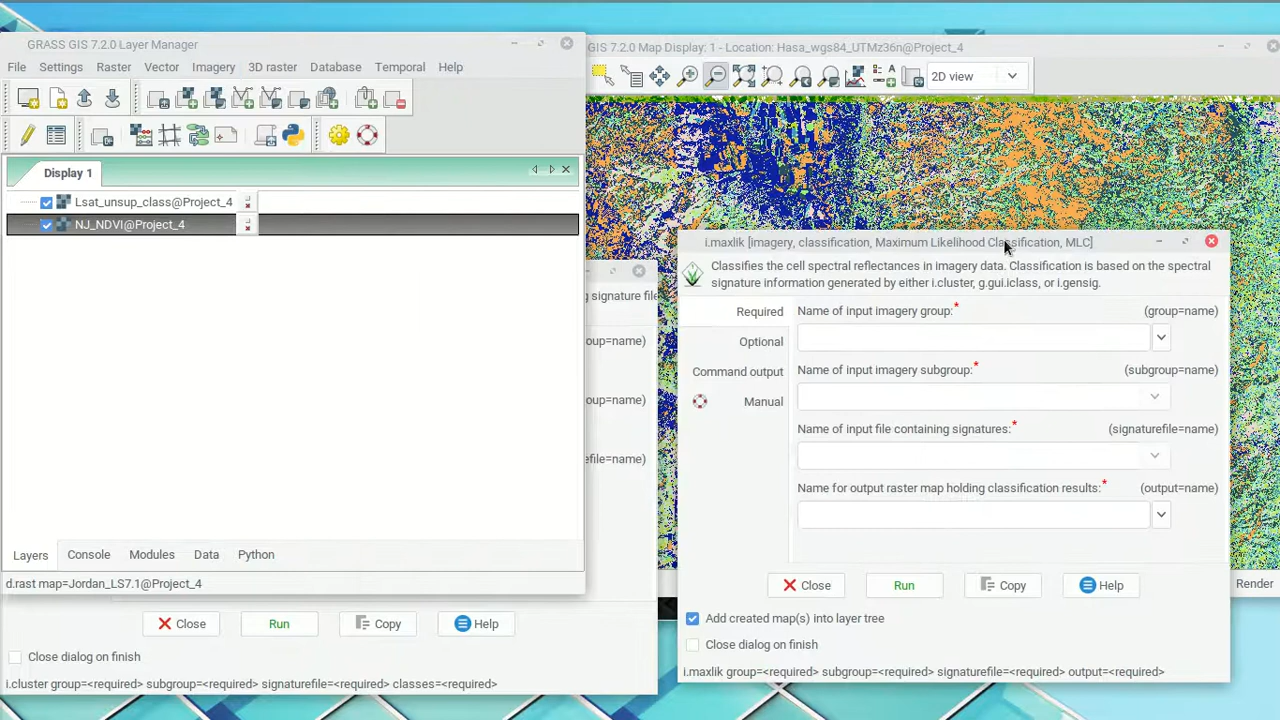 GRASS GIS 7.2.0 Layer Manager
File Settings Raster Vector Imagery 3D raster Database Temporal Help
Display 1
Lsat_unsup_class@Project_4
NJ_NDVI@Project_4
Layers Console Modules Data Python
d.rast map=Jordan_LS7.1@Project_4
GIS 7.2.0 Map Display: 1 - Location: Hasa_wgs84_UTMz36n@Project_4
2D view
Render
g signature file
oup=name)
oup=name)
efile=name)
Close Run Copy Help
Close dialog on finish
i.cluster group=<required> subgroup=<required> signaturefile=<required> classes=<required>
i.maxlik [imagery, classification, Maximum Likelihood Classification, MLC]
Classifies the cell spectral reflectances in imagery data. Classification is based on the spectral
signature information generated by either i.cluster, g.gui.iclass, or i.gensig.
Required
Optional
Command output
Manual
Name of input imagery group:* (group=name)
Name of input imagery subgroup:* (subgroup=name)
Name of input file containing signatures:* (signaturefile=name)
Name for output raster map holding classification results:* (output=name)
Close Run Copy Help
Add created map(s) into layer tree
Close dialog on finish
i.maxlik group=<required> subgroup=<required> signaturefile=<required> output=<required>